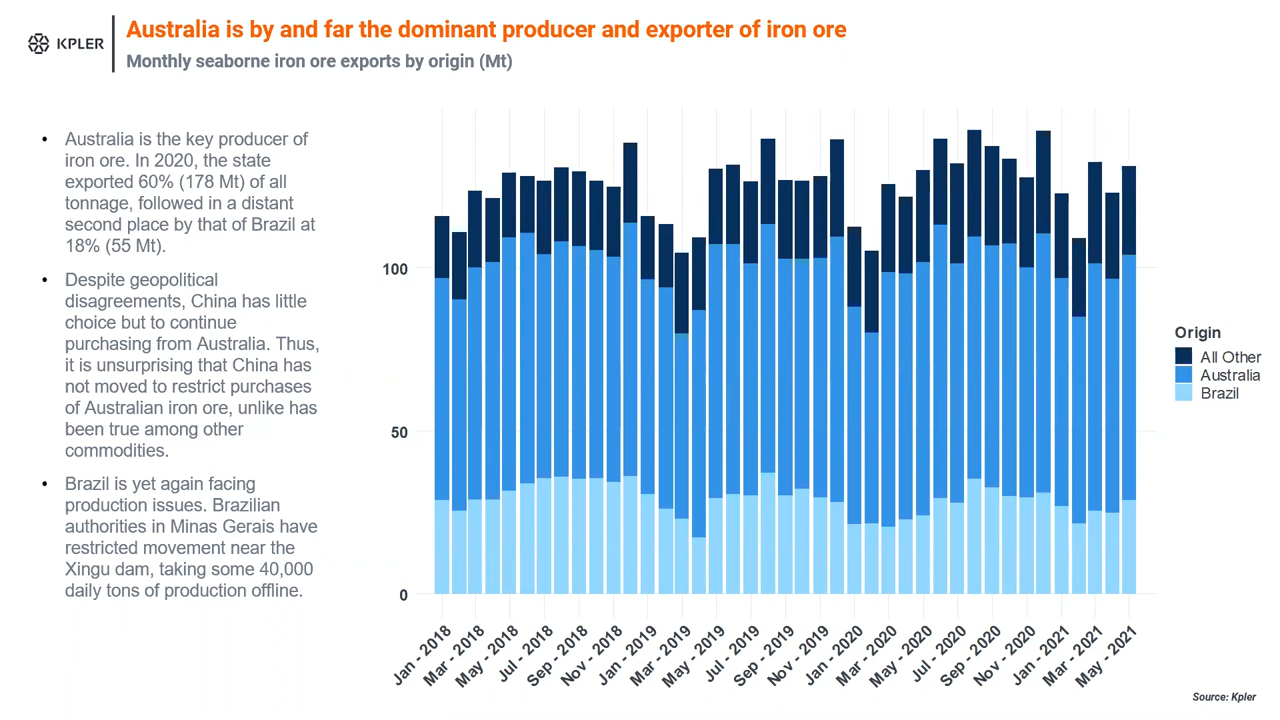 KPLER
Australia is by and far the dominant producer and exporter of iron ore
Monthly seaborne iron ore exports by origin (Mt)
• Australia is the key producer of
iron ore. In 2020, the state
exported 60% (178 Mt) of all
tonnage, followed in a distant
second place by that of Brazil at
18% (55 Mt).
• Despite geopolitical
disagreements, China has little
choice but to continue
purchasing from Australia. Thus,
it is unsurprising that China has
not moved to restrict purchases
of Australian iron ore, unlike has
been true among other
commodities.
• Brazil is yet again facing
production issues. Brazilian
authorities in Minas Gerais have
restricted movement near the
Xingu dam, taking some 40,000
daily tons of production offline.
100
50
0
Jan - 2018
Mar - 2018
May - 2018
Jul - 2018
Sep - 2018
Nov - 2018
Jan - 2019
Mar - 2019
May - 2019
Jul - 2019
Sep - 2019
Nov - 2019
Jan - 2020
Mar - 2020
May - 2020
Jul - 2020
Sep - 2020
Nov - 2020
Jan - 2021
Mar - 2021
May - 2021
Origin
All Other
Australia
Brazil
Source: Kpler